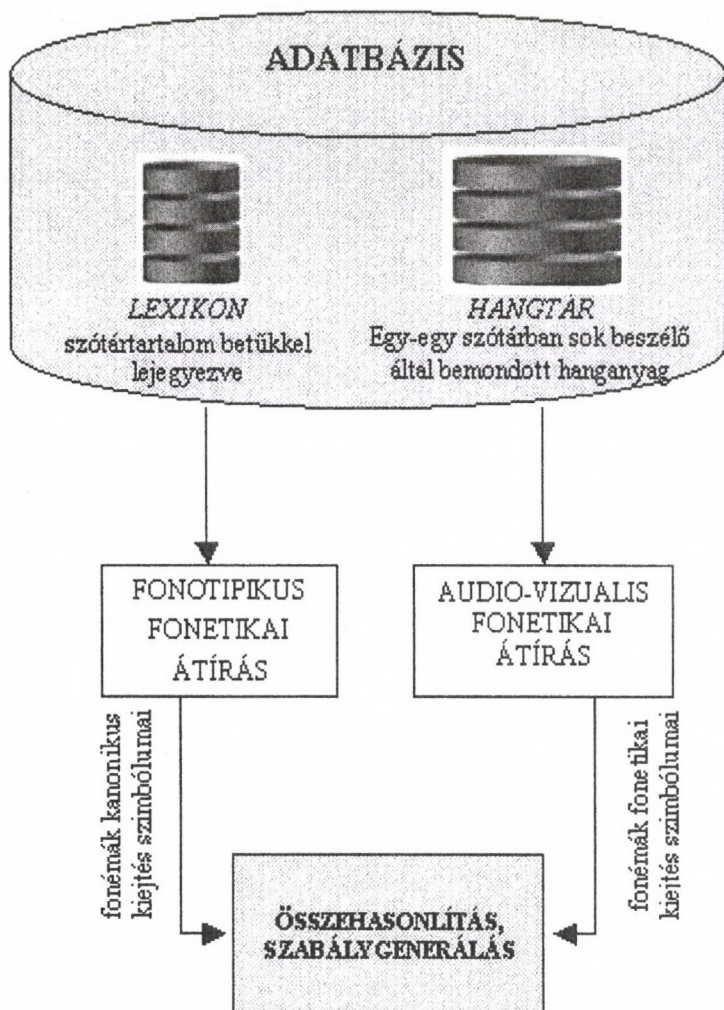 ADATBÁZIS
LEXIKON
szótártartalom betűkkel
lejegyezve
HANGTÁR
Egy-egy szótárban sok beszélő
által bemondott hanganyag
FONOTIPIKUS
FONETIKAI
ÁTÍRÁS
AUDIO-VIZUALIS
FONETIKAI
ÁTÍRÁS
fonémák kanonikus
kiejtés szimbólumai
fonémák fonetikai
kiejtés szimbólumai
ÖSSZEHASONLÍTÁS,
SZABÁLYGENERÁLÁS